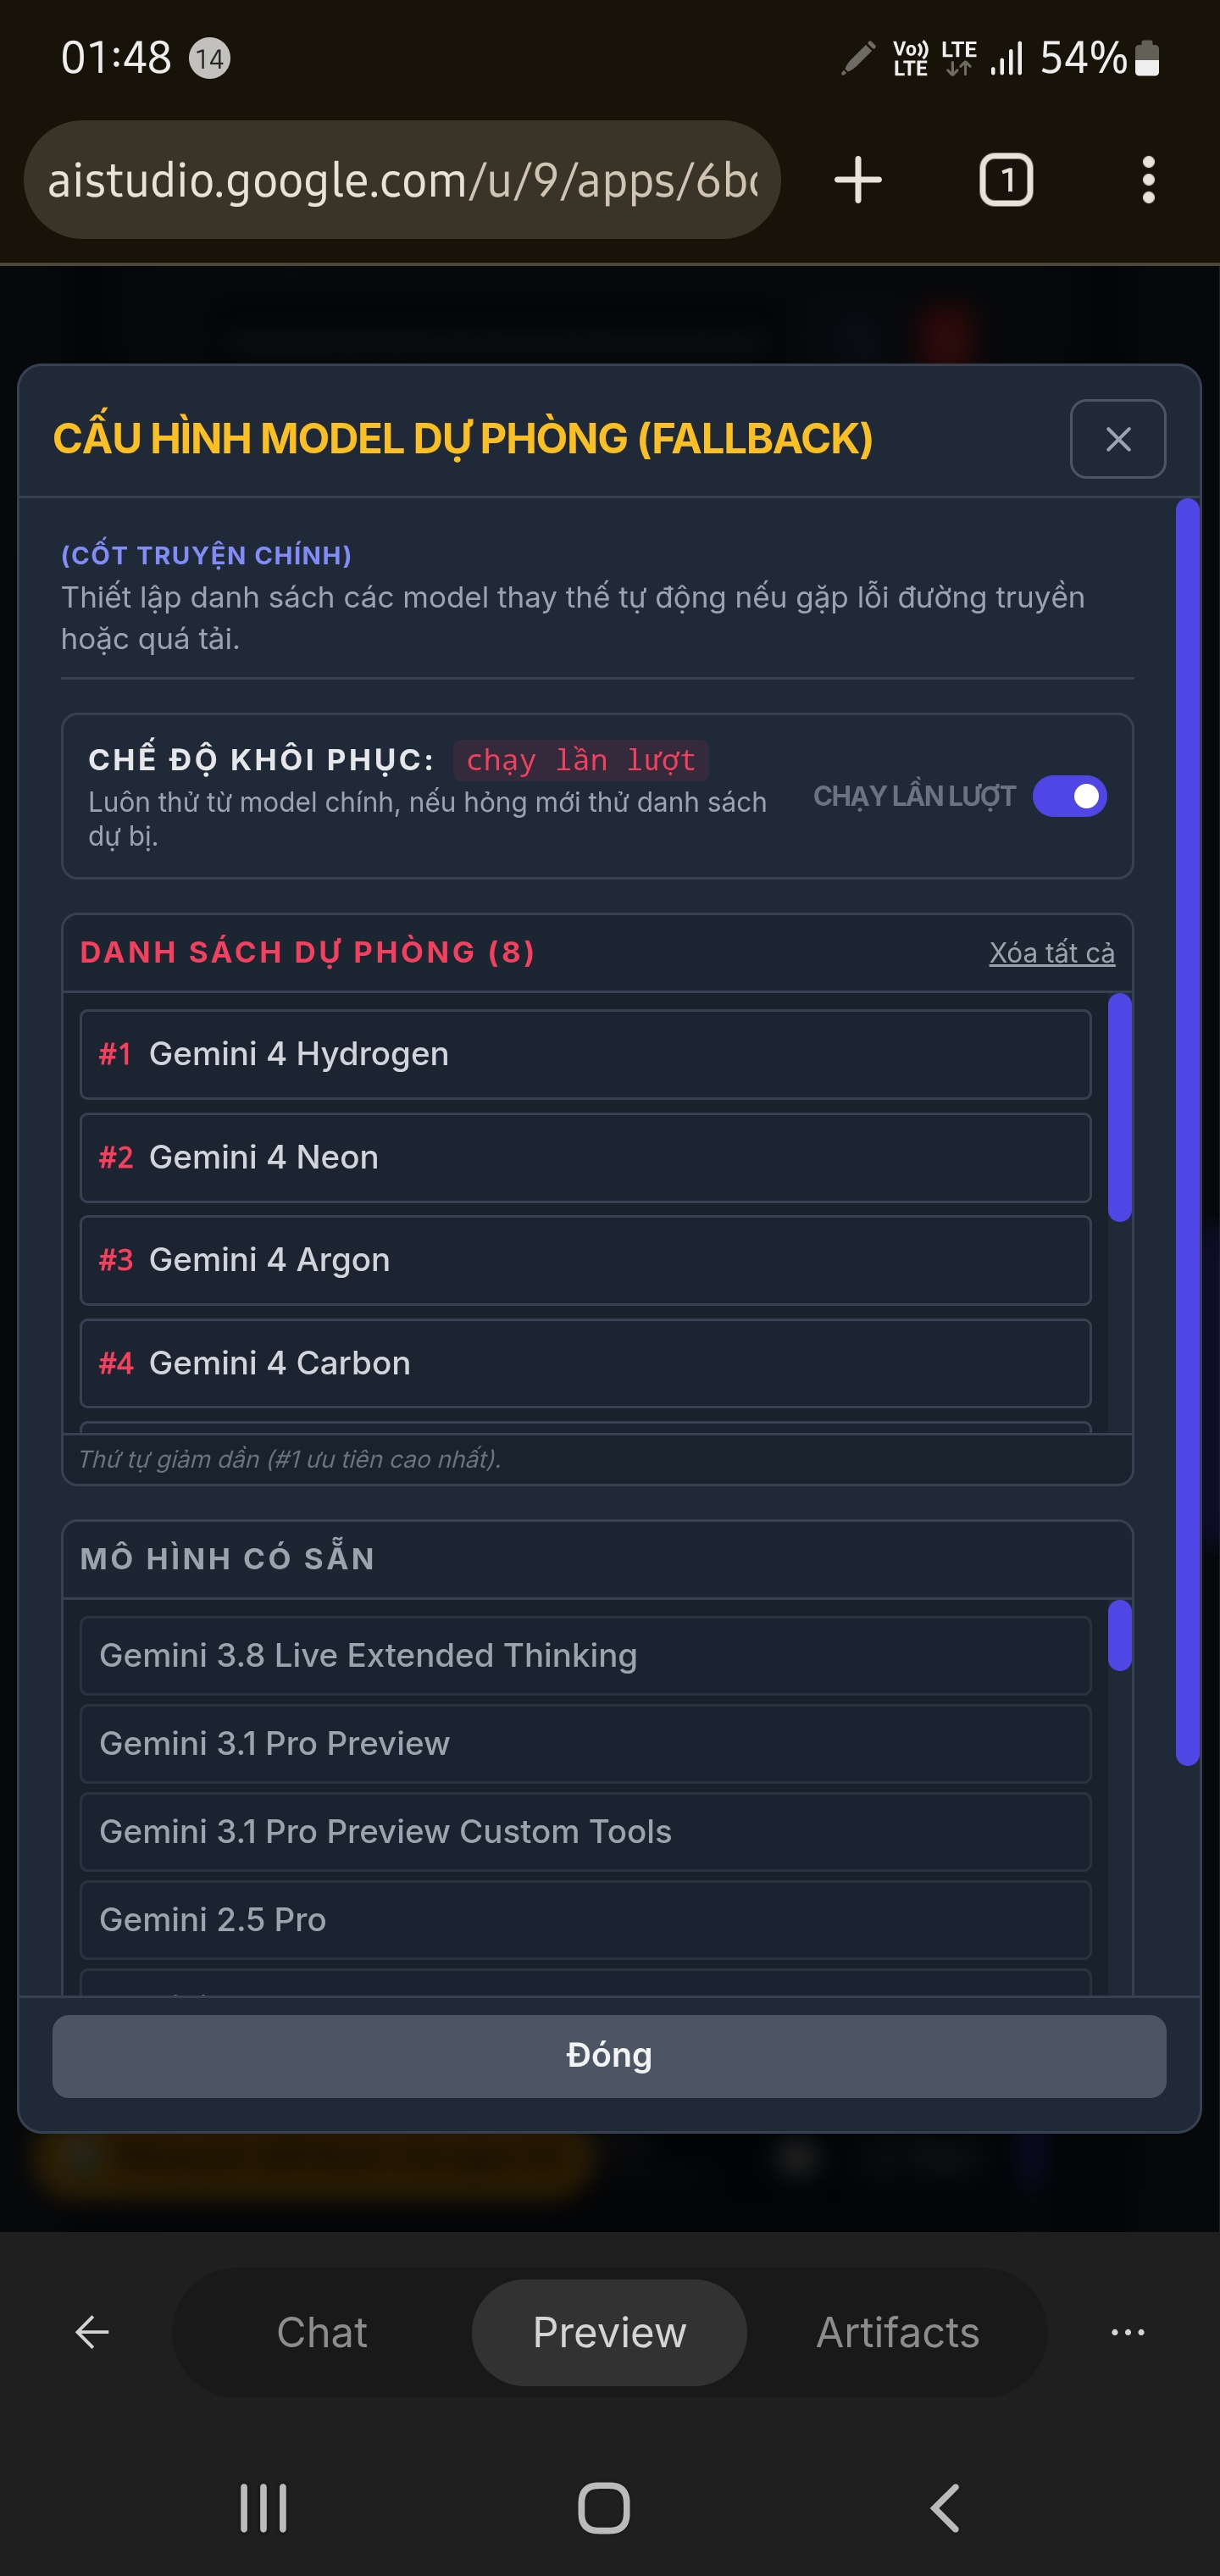 01:48 14 Vo)) LTE LTE 54%
aistudio.google.com/u/9/apps/6b
1
CẤU HÌNH MODEL DỰ PHÒNG (FALLBACK)
(CỐT TRUYỆN CHÍNH)
Thiết lập danh sách các model thay thế tự động nếu gặp lỗi đường truyền
hoặc quá tải.
CHẾ ĐỘ KHÔI PHỤC: chạy lần lượt
Luôn thử từ model chính, nếu hỏng mới thử danh sách
dự bị.
CHẠY LẦN LƯỢT
DANH SÁCH DỰ PHÒNG (8) Xóa tất cả
#1 Gemini 4 Hydrogen
#2 Gemini 4 Neon
#3 Gemini 4 Argon
#4 Gemini 4 Carbon
Thứ tự giảm dần (#1 ưu tiên cao nhất).
MÔ HÌNH CÓ SẴN
Gemini 3.8 Live Extended Thinking
Gemini 3.1 Pro Preview
Gemini 3.1 Pro Preview Custom Tools
Gemini 2.5 Pro
Đóng
Chat Preview Artifacts